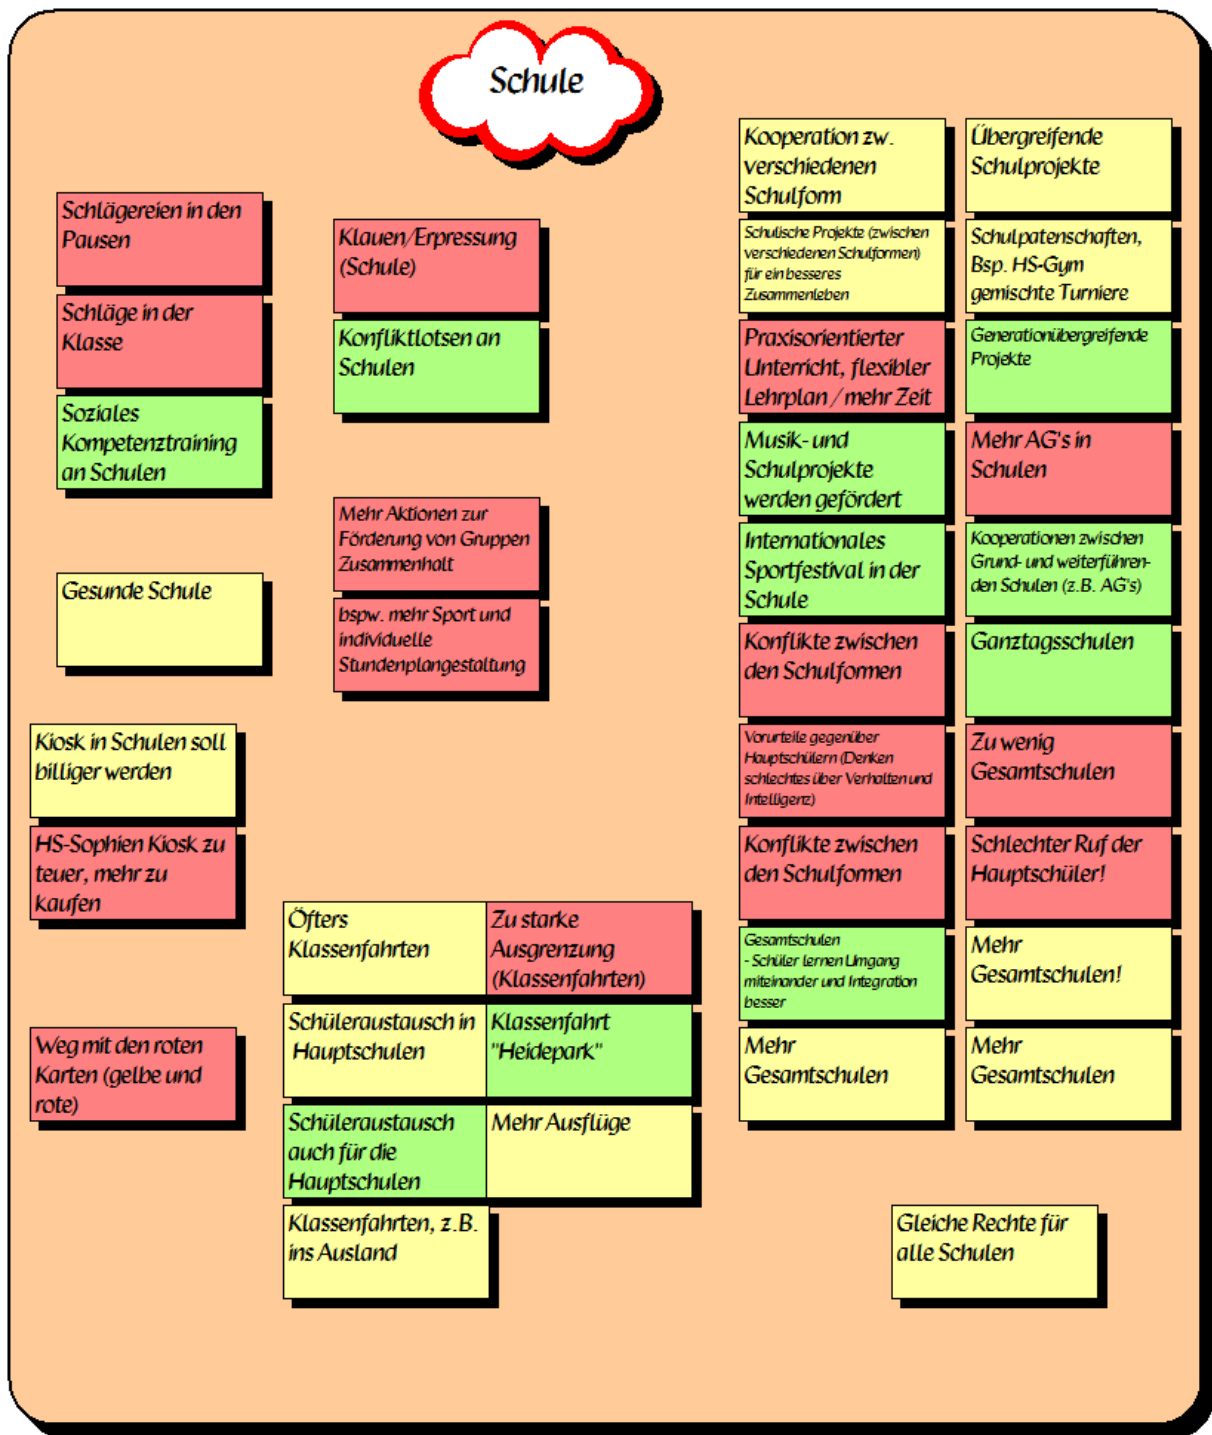 Schule
Schlägereien in den
Pausen
Schläge in der
Klasse
Soziales
Kompetenztraining
an Schulen
Klauen/Erpressung
(Schule)
Konfliktlotsen an
Schulen
Mehr Aktionen zur
Förderung von Gruppen
Zusammenhalt
bspw. mehr Sport und
individuelle
Stundenplangestaltung
Gesunde Schule
Kiosk in Schulen soll
billiger werden
HS-Sophien Kiosk zu
teuer, mehr zu
kaufen
Weg mit den roten
Karten (gelbe und
rote)
Öfters
Klassenfahrten
Zu starke
Ausgrenzung
(Klassenfahrten)
Schüleraustausch in
Hauptschulen
Klassenfahrt
"Heidepark"
Schüleraustausch
auch für die
Hauptschulen
Mehr Ausflüge
Klassenfahrten, z.B.
ins Ausland
Kooperation zw.
verschiedenen
Schulform
Übergreifende
Schulprojekte
Schulische Projekte (zwischen
verschiedenen Schulformen)
für ein besseres
Zusammenleben
Schulpatenschaften,
Bsp. HS-Gym
gemischte Turniere
Praxisorientierter
Unterricht, flexibler
Lehrplan / mehr Zeit
Generationübergreifende
Projekte
Musik- und
Schulprojekte
werden gefördert
Mehr AG's in
Schulen
Internationales
Sportfestival in der
Schule
Kooperationen zwischen
Grund- und weiterführen-
den Schulen (z.B. AG's)
Konflikte zwischen
den Schulformen
Ganztagsschulen
Vorurteile gegenüber
Hauptschülern (Denken
schlechtes über Verhalten und
Intelligenz)
Zu wenig
Gesamtschulen
Konflikte zwischen
den Schulformen
Schlechter Ruf der
Hauptschüler!
Gesamtschulen
- Schüler lernen Umgang
miteinander und Integration
besser
Mehr
Gesamtschulen!
Mehr
Gesamtschulen
Mehr
Gesamtschulen
Gleiche Rechte für
alle Schulen